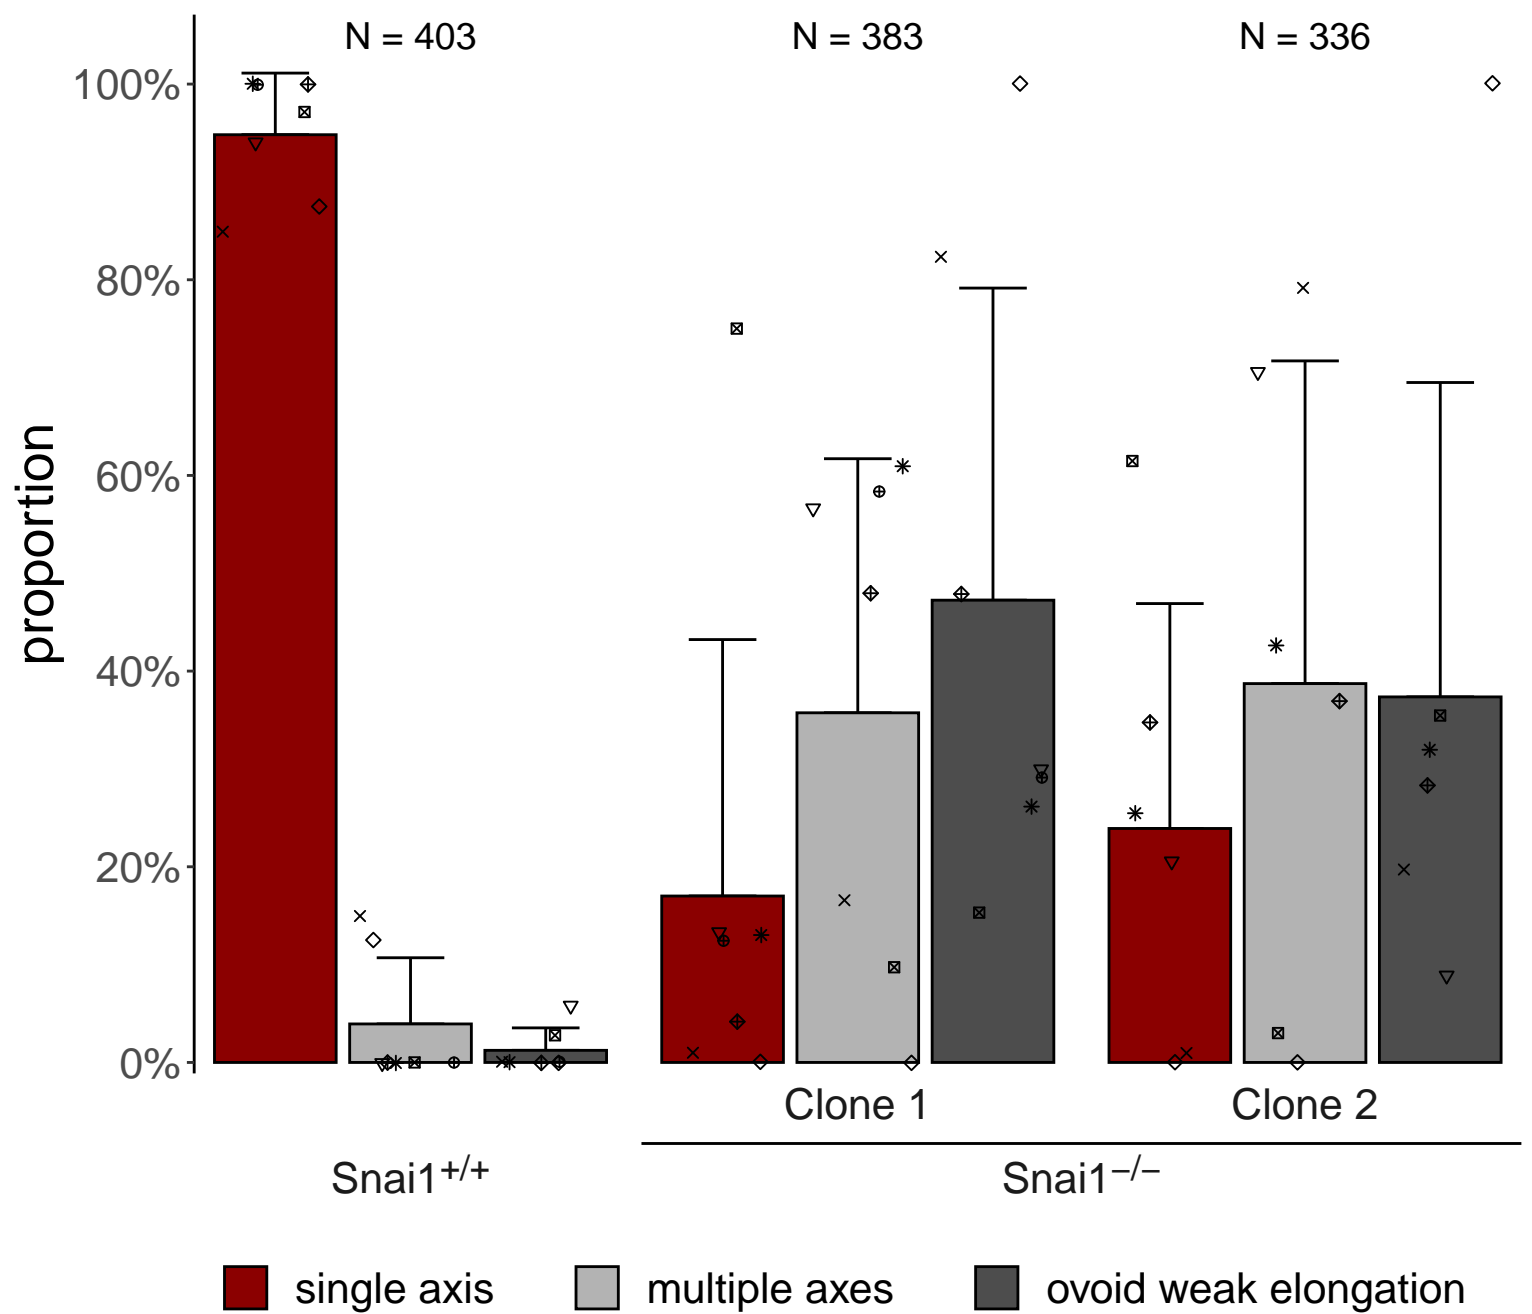 N = 403
N = 383
N = 336
100%
80%
60%
40%
20%
0%
proportion
Clone 1
Clone 2
Snai1+/+
Snai1−/−
single axis
multiple axes
ovoid weak elongation